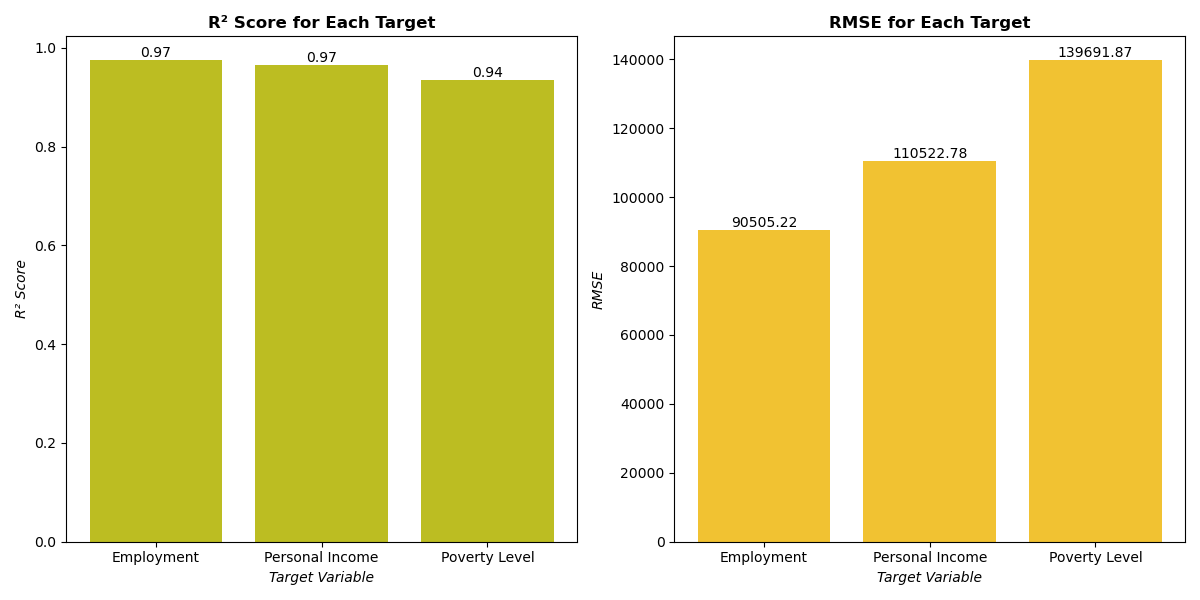 R² Score for Each Target
R² Score
1.0
0.8
0.6
0.4
0.2
0.0
0.97
0.97
0.94
Employment
Personal Income
Poverty Level
Target Variable
RMSE for Each Target
RMSE
140000
120000
100000
80000
60000
40000
20000
0
90505.22
110522.78
139691.87
Employment
Personal Income
Poverty Level
Target Variable